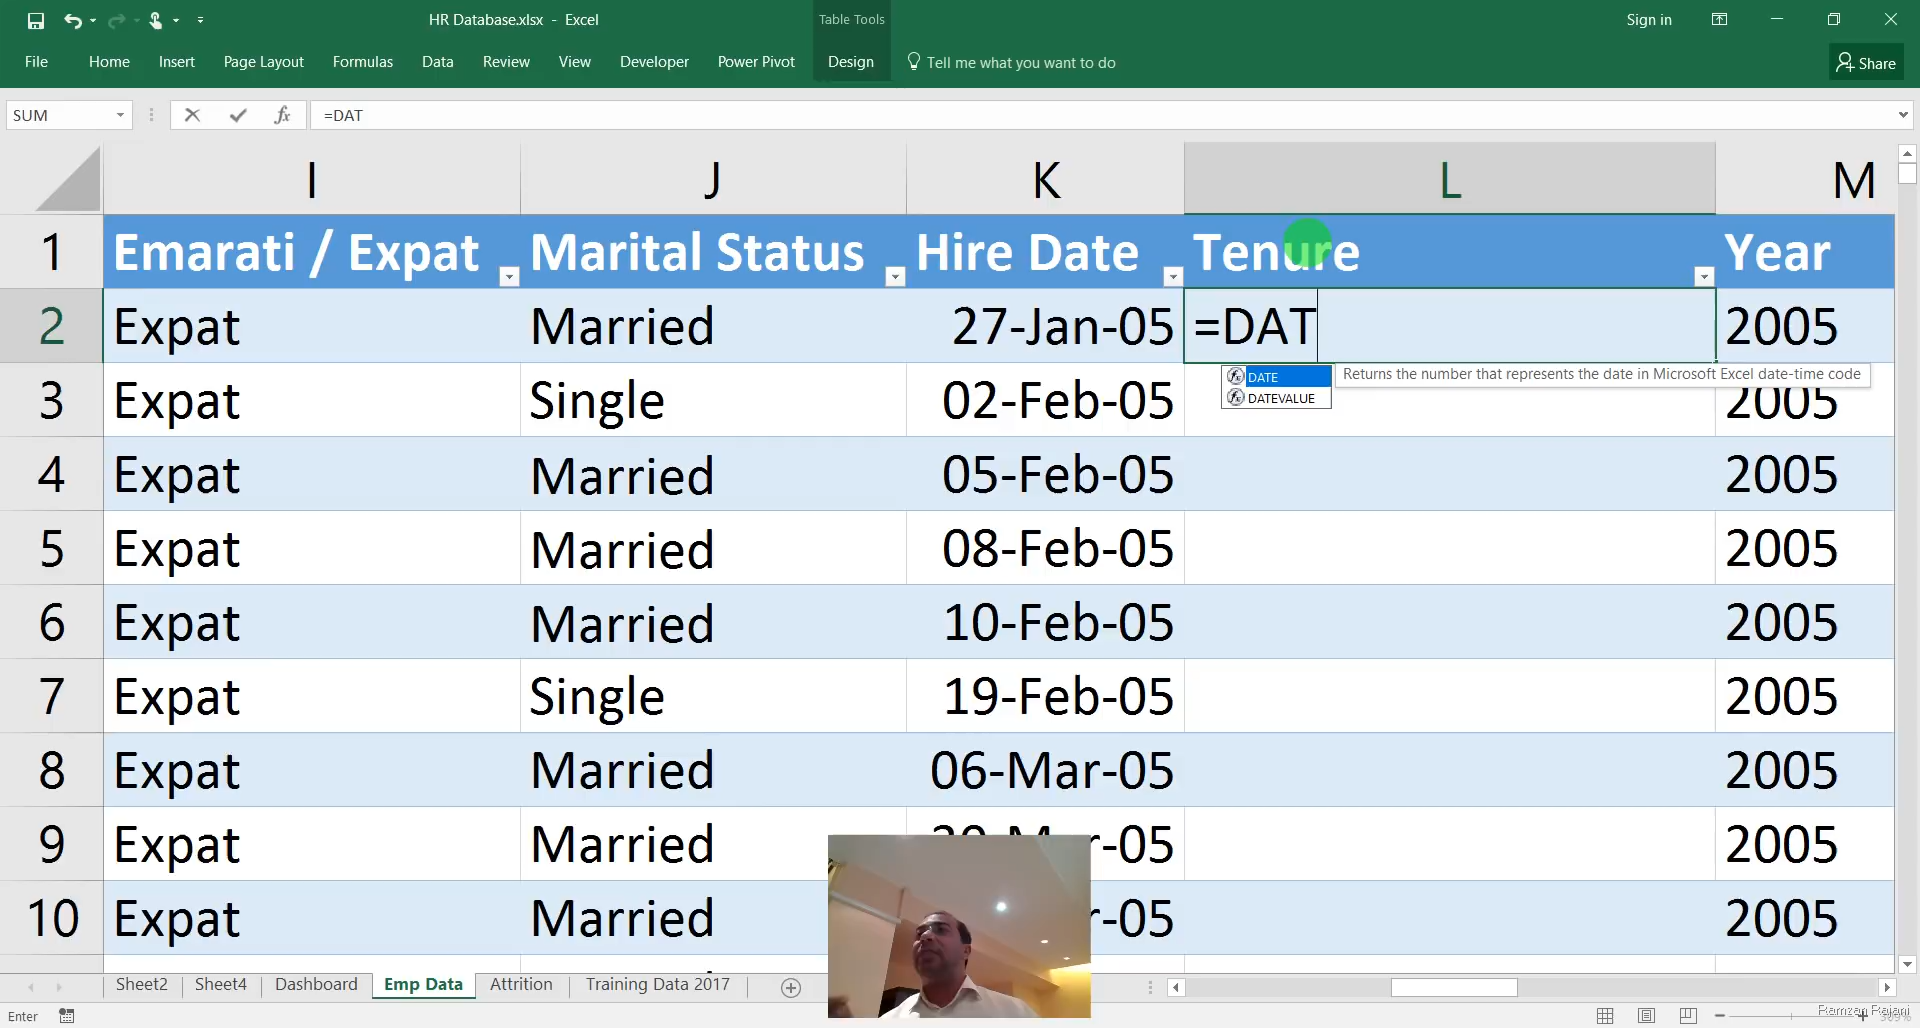 HR Database.xlsx - Excel
Table Tools
Sign in
File Home Insert Page Layout Formulas Data Review View Developer Power Pivot Design Tell me what you want to do Share
SUM fx =DAT
I J K L M
1 Emarati / Expat Marital Status Hire Date Tenure Year
2 Expat Married 27-Jan-05 =DAT 2005
DATE Returns the number that represents the date in Microsoft Excel date-time code
DATEVALUE
3 Expat Single 02-Feb-05 2005
4 Expat Married 05-Feb-05 2005
5 Expat Married 08-Feb-05 2005
6 Expat Married 10-Feb-05 2005
7 Expat Single 19-Feb-05 2005
8 Expat Married 06-Mar-05 2005
9 Expat Married r-05 2005
10 Expat Married r-05 2005
Sheet2 Sheet4 Dashboard Emp Data Attrition Training Data 2017
Enter
Ramzan Rajani